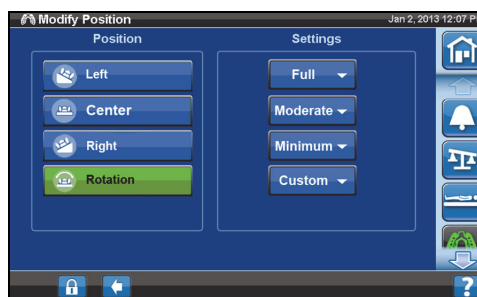 Modify Position
Jan 2, 2013 12:07 P
Position
Settings
Left
Full
Center
Moderate
Right
Minimum
Rotation
Custom
?